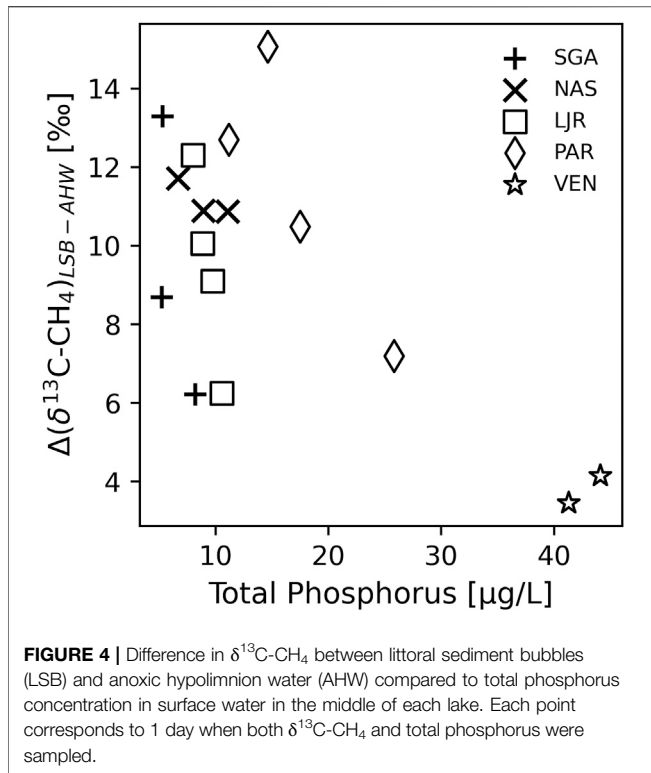 14
12
10
8
6
4
Δ(δ¹³C-CH₄)LSB−AHW [‰]
SGA
NAS
LJR
PAR
VEN
10 20 30 40
Total Phosphorus [μg/L]
FIGURE 4 | Difference in δ¹³C-CH₄ between littoral sediment bubbles
(LSB) and anoxic hypolimnion water (AHW) compared to total phosphorus
concentration in surface water in the middle of each lake. Each point
corresponds to 1 day when both δ¹³C-CH₄ and total phosphorus were
sampled.